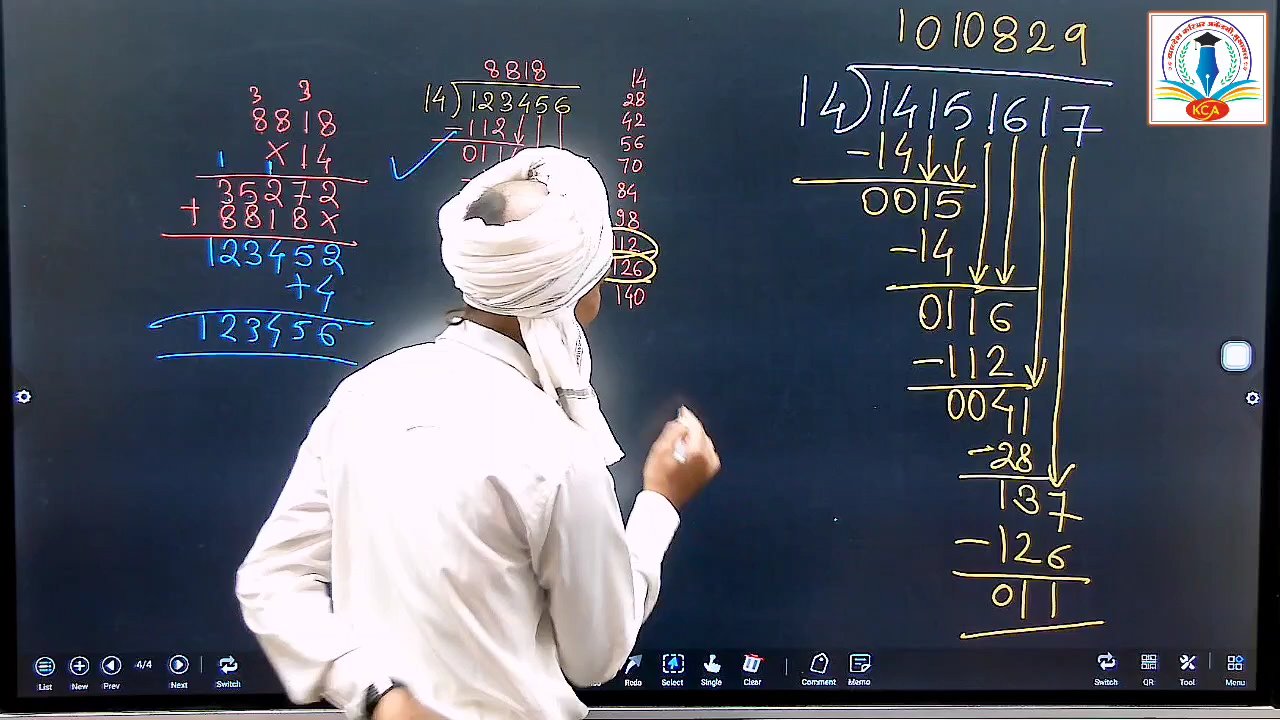 3 3
8818
×14
1 1
35272
+ 8818×
123452
+4
123456
8818
14)123456
-112
011
14
28
42
56
70
84
98
112
126
140
1010829
14)14151617
-14
0015
-14
0116
-112
0041
-28
137
-126
011
KCA
List
New
Prev
4/4
Next
Switch
Redo
Select
Single
Clear
Comment
Memo
Switch
QR
Tool
Menu